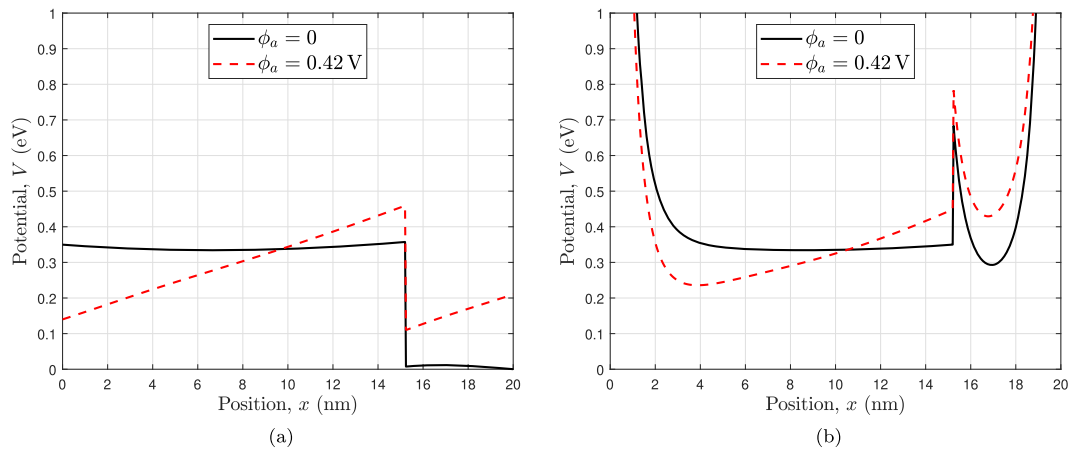 1
0.9
0.8
0.7
0.6
0.5
0.4
0.3
0.2
0.1
0
Potential, V (eV)
ϕₐ = 0
ϕₐ = 0.42 V
0 2 4 6 8 10 12 14 16 18 20
Position, x (nm)
(a)
1
0.9
0.8
0.7
0.6
0.5
0.4
0.3
0.2
0.1
0
Potential, V (eV)
ϕₐ = 0
ϕₐ = 0.42 V
0 2 4 6 8 10 12 14 16 18 20
Position, x (nm)
(b)